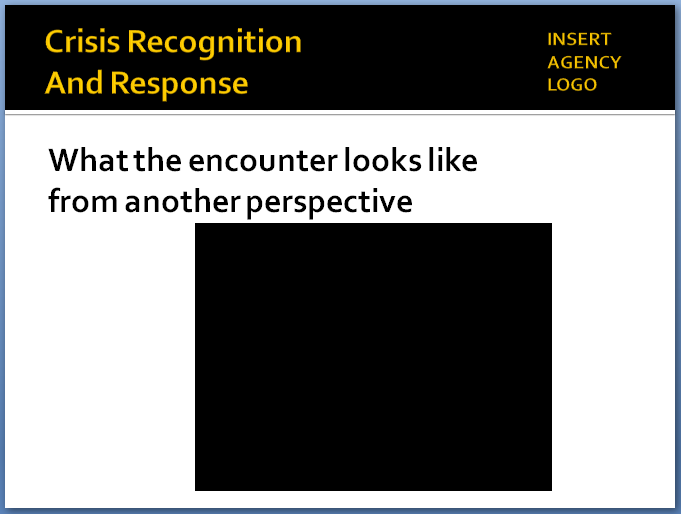 Crisis Recognition
And Response
INSERT
AGENCY
LOGO
What the encounter looks like
from another perspective